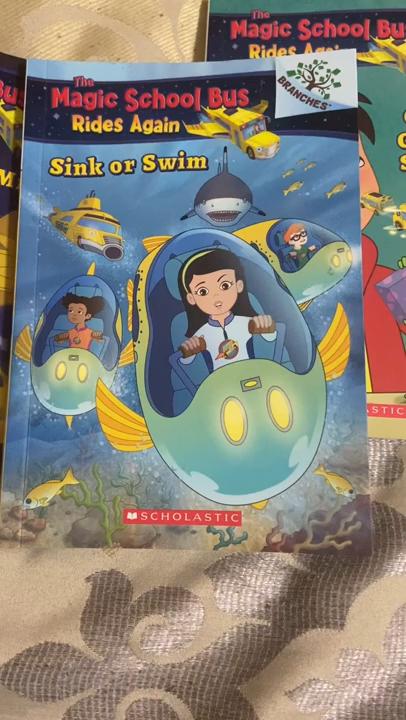 The
Magic School Bus
Rides Again
BRANCHES
Sink or Swim
SCHOLASTIC
The
Magic School Bus
Rides Again